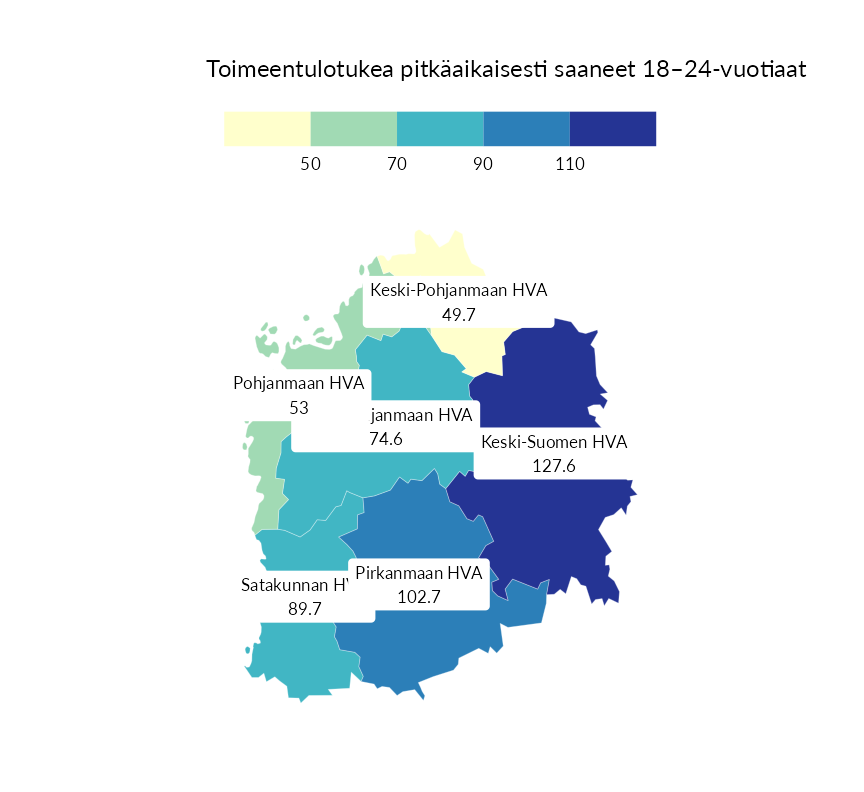 Toimeentulotukea pitkäaikaisesti saaneet 18–24-vuotiaat
50 70 90 110
Keski-Pohjanmaan HVA
49.7
Pohjanmaan HVA
53
janmaan HVA
74.6
Keski-Suomen HVA
127.6
Pirkanmaan HVA
102.7
Satakunnan HV
89.7